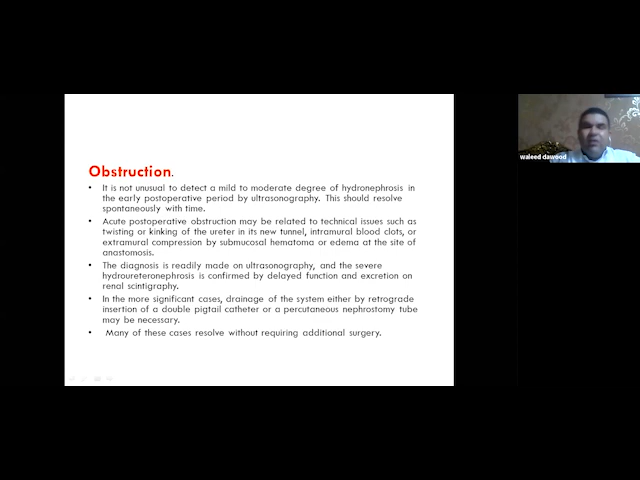 Obstruction.
• It is not unusual to detect a mild to moderate degree of hydronephrosis in
the early postoperative period by ultrasonography. This should resolve
spontaneously with time.
• Acute postoperative obstruction may be related to technical issues such as
twisting or kinking of the ureter in its new tunnel, intramural blood clots, or
extramural compression by submucosal hematoma or edema at the site of
anastomosis.
• The diagnosis is readily made on ultrasonography, and the severe
hydroureteronephrosis is confirmed by delayed function and excretion on
renal scintigraphy.
• In the more significant cases, drainage of the system either by retrograde
insertion of a double pigtail catheter or a percutaneous nephrostomy tube
may be necessary.
• Many of these cases resolve without requiring additional surgery.
waleed dawood